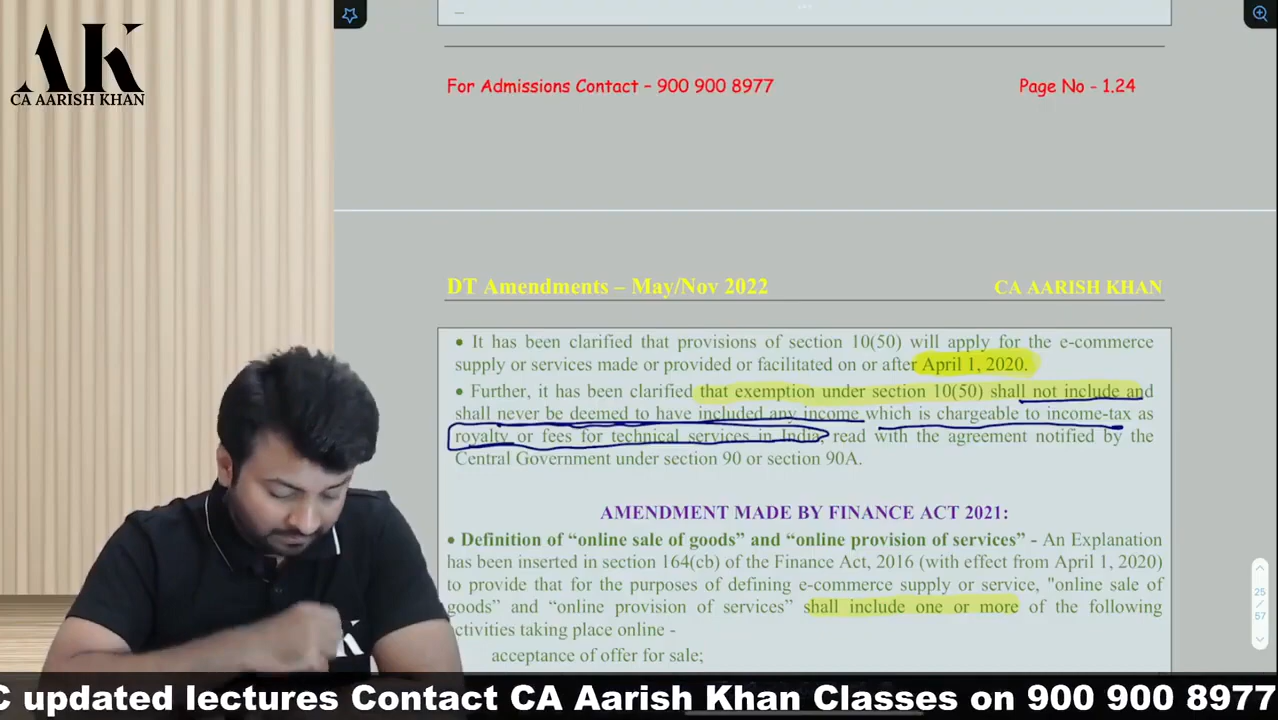 AK
CA AARISH KHAN
For Admissions Contact – 900 900 8977
Page No - 1.24
DT Amendments – May/Nov 2022
CA AARISH KHAN
• It has been clarified that provisions of section 10(50) will apply for the e-commerce
supply or services made or provided or facilitated on or after April 1, 2020.
• Further, it has been clarified that exemption under section 10(50) shall not include and
shall never be deemed to have included any income which is chargeable to income-tax as
royalty or fees for technical services in India, read with the agreement notified by the
Central Government under section 90 or section 90A.
AMENDMENT MADE BY FINANCE ACT 2021:
• Definition of “online sale of goods” and “online provision of services” - An Explanation
has been inserted in section 164(cb) of the Finance Act, 2016 (with effect from April 1, 2020)
to provide that for the purposes of defining e-commerce supply or service, "online sale of
goods” and “online provision of services” shall include one or more of the following
ctivities taking place online -
acceptance of offer for sale;
25
57
C updated lectures Contact CA Aarish Khan Classes on 900 900 8977